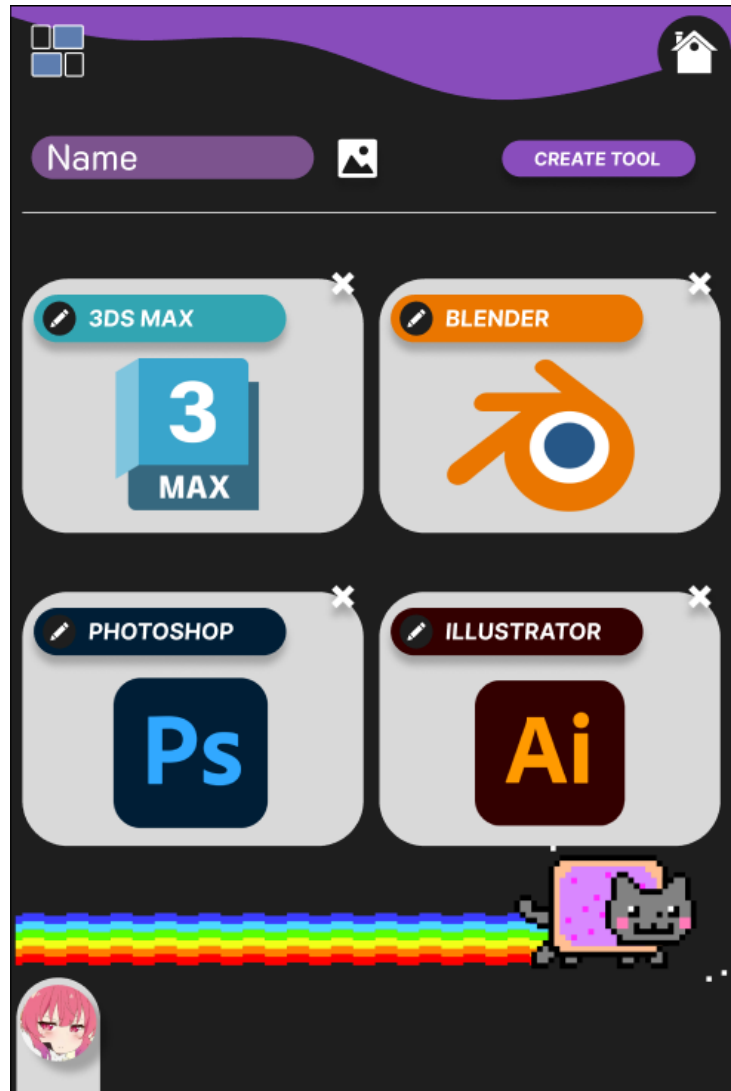 Name
CREATE TOOL
3DS MAX
BLENDER
3
MAX
PHOTOSHOP
ILLUSTRATOR
Ps
Ai